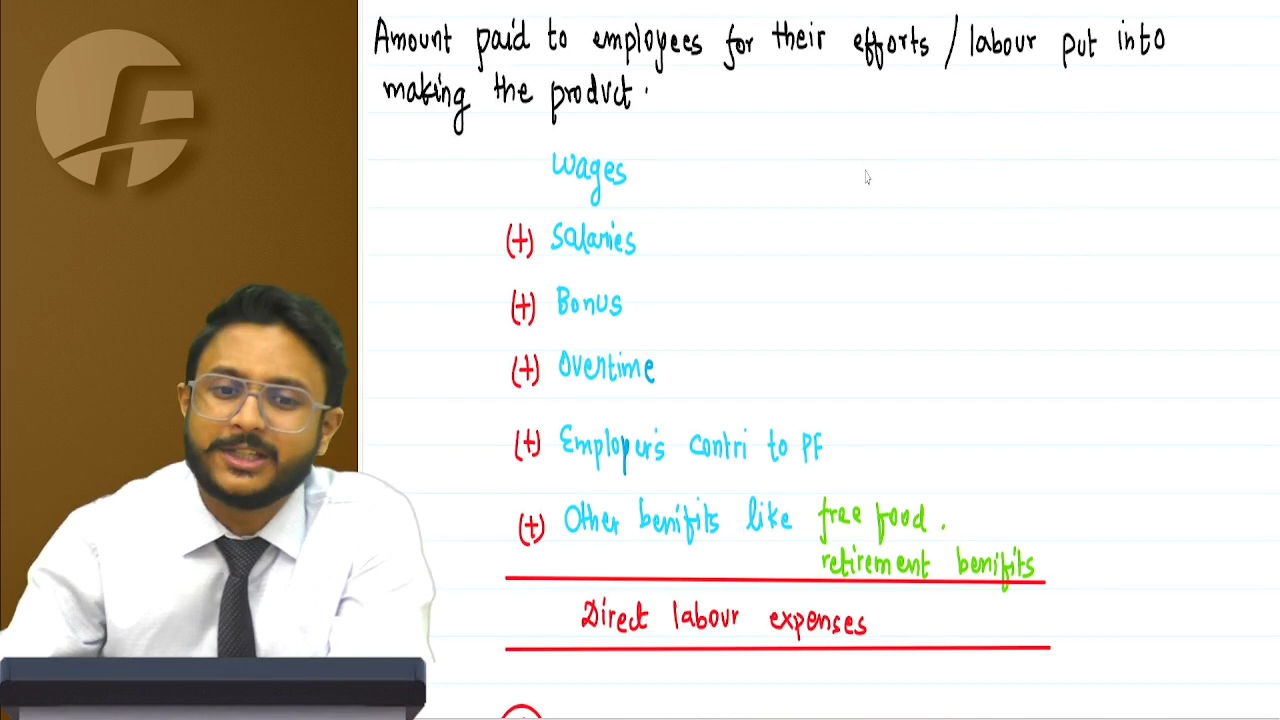 Amount paid to employees for their efforts / labour put into
making the product.
Wages
(+) Salaries
(+) Bonus
(+) Overtime
(+) Employer's contri to PF
(+) Other benifits like free food.
retirement benifits
Direct labour expenses